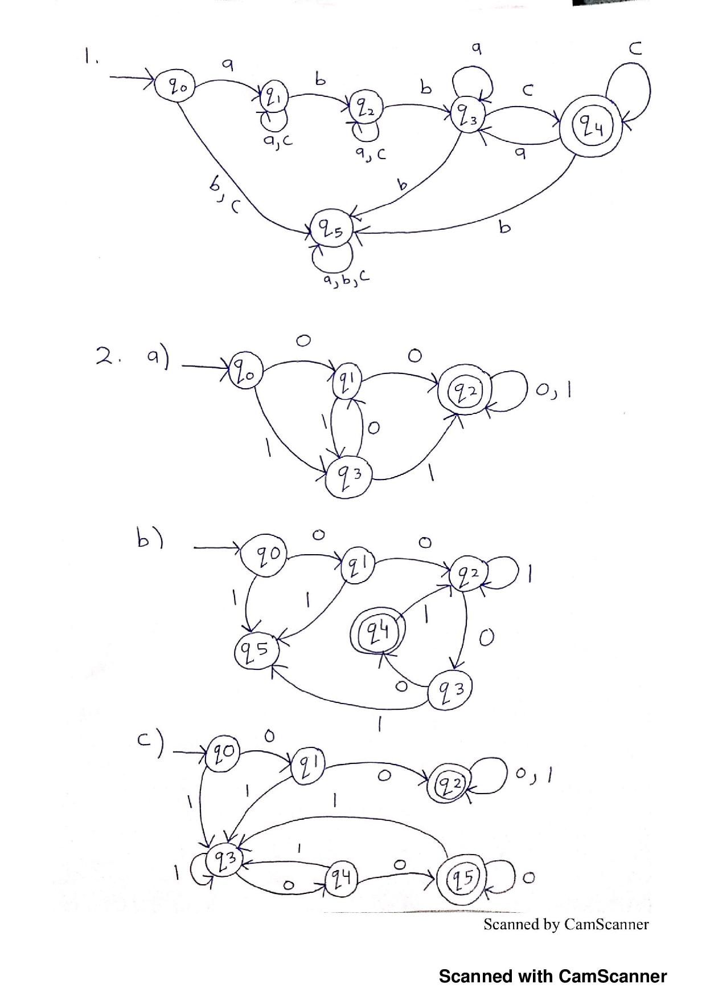 1.
a
c
a
b
b
c
q0
q1
q2
q3
q4
a,c
a,c
a
b,c
b
b
q5
a,b,c
2. a)
0
0
q0
q1
q2
0,1
1
0
1
q3
1
b)
0
0
q0
q1
q2
1
1
1
1
q4
0
q5
0
q3
1
c)
0
q0
q1
0
q2
0,1
1
1
1
q3
1
1
0
q4
0
q5
0
Scanned by CamScanner
Scanned with CamScanner